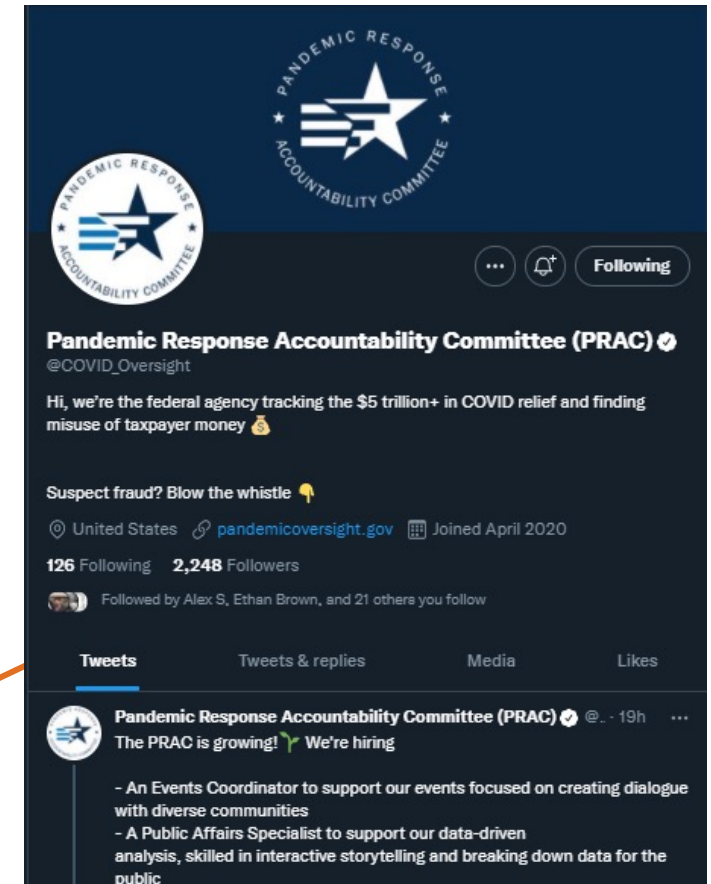 PANDEMIC RESPONSE
ACCOUNTABILITY COMMITTEE
PANDEMIC RESPONSE
ACCOUNTABILITY COMMITTEE
Following
Pandemic Response Accountability Committee (PRAC)
@COVID_Oversight
Hi, we're the federal agency tracking the $5 trillion+ in COVID relief and finding
misuse of taxpayer money 💰
Suspect fraud? Blow the whistle 👇
United States pandemicoversight.gov Joined April 2020
126 Following 2,248 Followers
Followed by Alex S, Ethan Brown, and 21 others you follow
Tweets Tweets & replies Media Likes
Pandemic Response Accountability Committee (PRAC) @.. · 19h ···
The PRAC is growing! 🌱 We're hiring
- An Events Coordinator to support our events focused on creating dialogue
with diverse communities
- A Public Affairs Specialist to support our data-driven
analysis, skilled in interactive storytelling and breaking down data for the
public